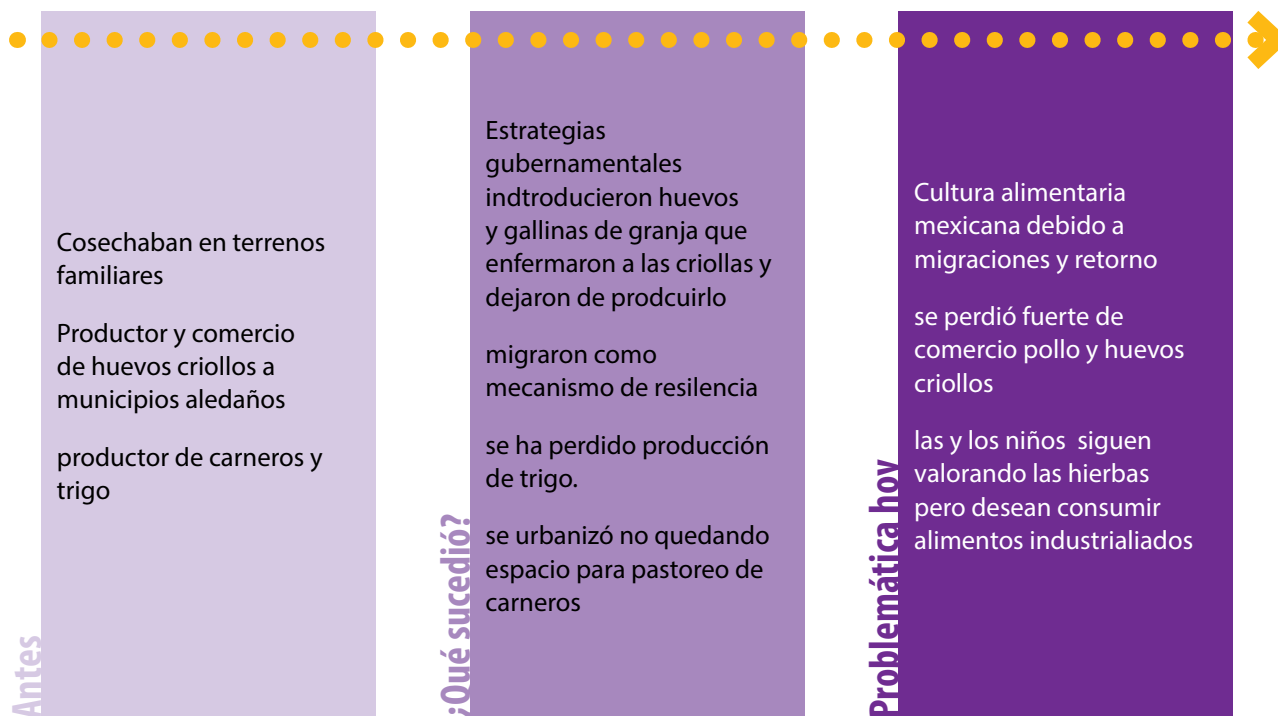 Antes
Cosechaban en terrenos
familiares
Productor y comercio
de huevos criollos a
municipios aledaños
productor de carneros y
trigo
¿Qué sucedió?
Estrategias
gubernamentales
indtroducieron huevos
y gallinas de granja que
enfermaron a las criollas y
dejaron de prodcuirlo
migraron como
mecanismo de resilencia
se ha perdido producción
de trigo.
se urbanizó no quedando
espacio para pastoreo de
carneros
Problemática hoy
Cultura alimentaria
mexicana debido a
migraciones y retorno
se perdió fuerte de
comercio pollo y huevos
criollos
las y los niños siguen
valorando las hierbas
pero desean consumir
alimentos industrialiados